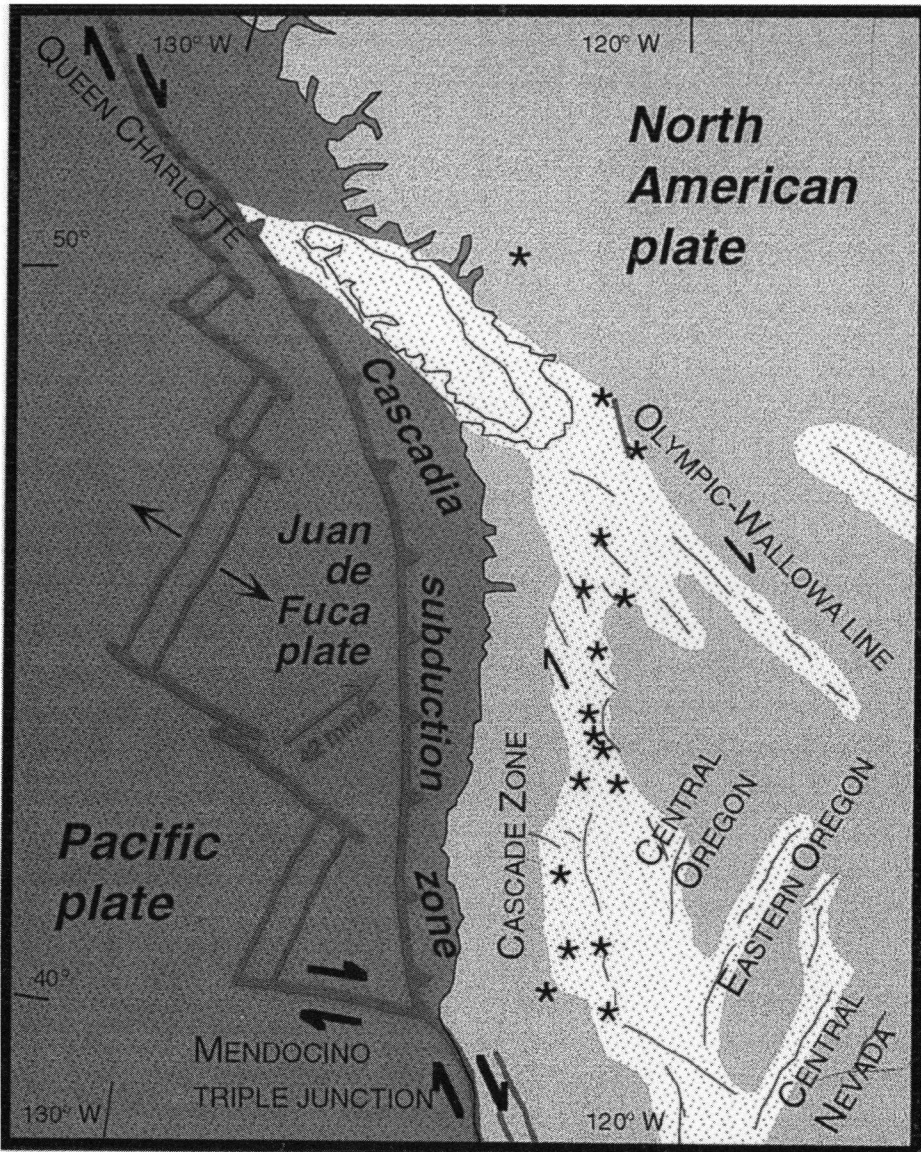 130° W
120° W
QUEEN CHARLOTTE
North
American
plate
50°
Cascadia
subduction
zone
OLYMPIC-WALLOWA LINE
Juan
de
Fuca
plate
CASCADE ZONE
CENTRAL
OREGON
EASTERN OREGON
Pacific
plate
40°
MENDOCINO
TRIPLE JUNCTION
CENTRAL
NEVADA
130° W
120° W